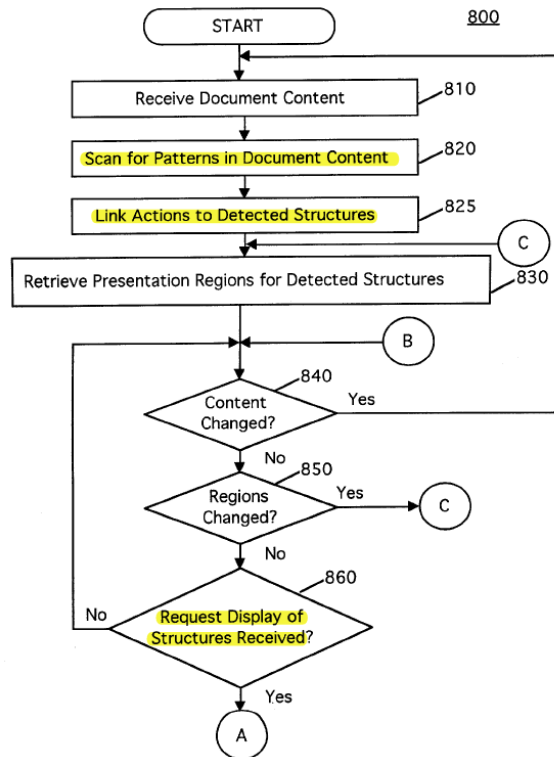 START
800
Receive Document Content
810
Scan for Patterns in Document Content
820
Link Actions to Detected Structures
825
C
Retrieve Presentation Regions for Detected Structures
830
B
840
Content
Changed?
Yes
No
850
Regions
Changed?
Yes
C
No
860
Request Display of
Structures Received?
No
Yes
A